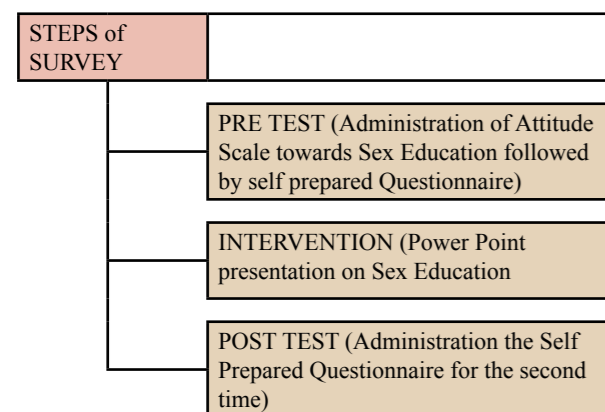 STEPS of
SURVEY
PRE TEST (Administration of Attitude
Scale towards Sex Education followed
by self prepared Questionnaire)
INTERVENTION (Power Point
presentation on Sex Education
POST TEST (Administration the Self
Prepared Questionnaire for the second
time)